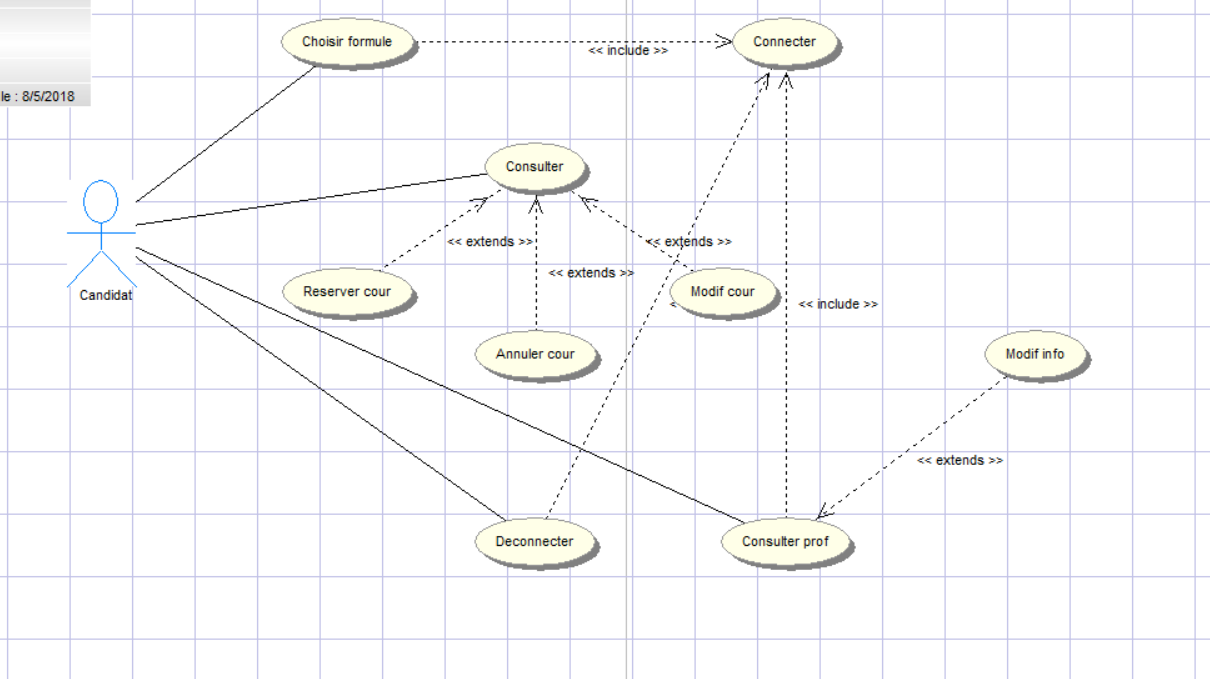 Choisir formule
Connecter
<< include >>
le : 8/5/2018
Consulter
<< extends >>
<< extends >>
<< extends >>
Candidat
Reserver cour
Modif cour
<< include >>
Annuler cour
Modif info
<< extends >>
Deconnecter
Consulter prof